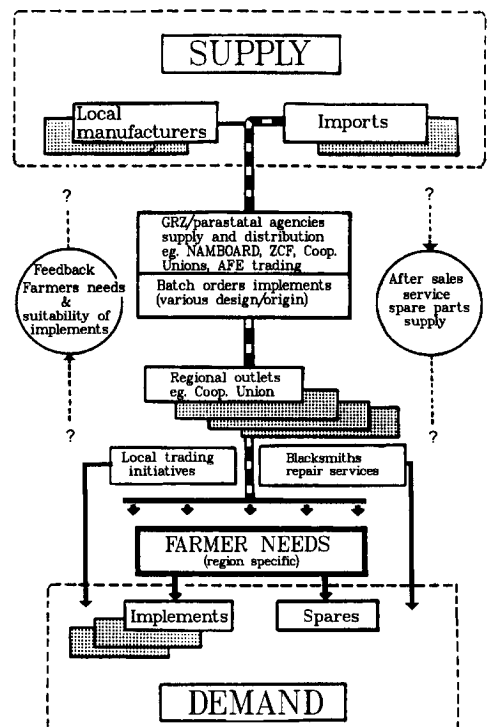 SUPPLY
Local
manufacturers
Imports
?
?
GRZ/parastatal agencies
supply and distribution
eg. NAMBOARD, ZCF, Coop.
Unions, AFE trading
Batch orders implements
(various design/origin)
Feedback
Farmers needs
&
suitability of
implements
After sales
service
spare parts
supply
?
?
Regional outlets
eg. Coop. Union
Local trading
initiatives
Blacksmiths
repair services
FARMER NEEDS
(region specific)
Implements
Spares
DEMAND